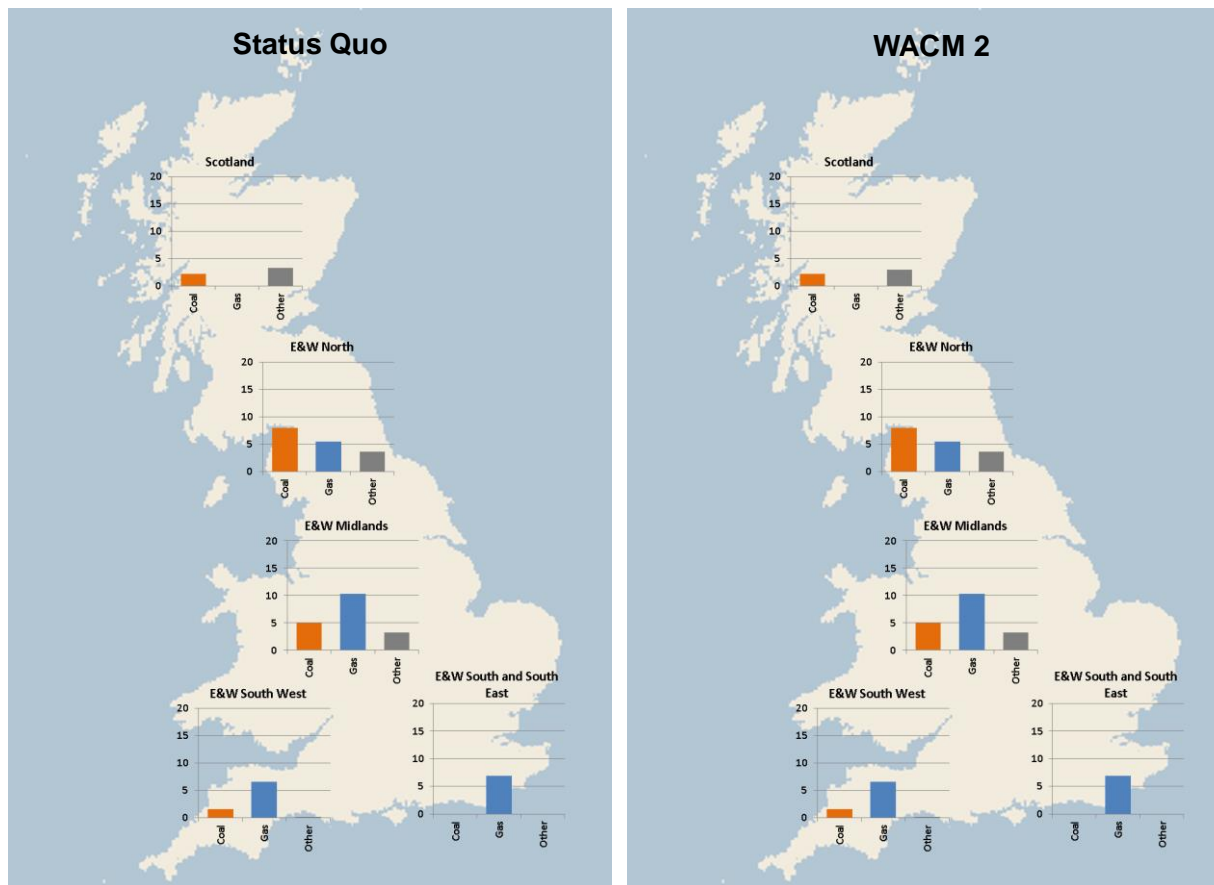 Status Quo
Scotland
20
15
10
5
0
Coal
Gas
Other
E&W North
20
15
10
5
0
Coal
Gas
Other
E&W Midlands
20
15
10
5
0
Coal
Gas
Other
E&W South West
20
15
10
5
0
Coal
Gas
Other
E&W South and South
East
20
15
10
5
0
Coal
Gas
Other
WACM 2
Scotland
20
15
10
5
0
Coal
Gas
Other
E&W North
20
15
10
5
0
Coal
Gas
Other
E&W Midlands
20
15
10
5
0
Coal
Gas
Other
E&W South West
20
15
10
5
0
Coal
Gas
Other
E&W South and South
East
20
15
10
5
0
Coal
Gas
Other